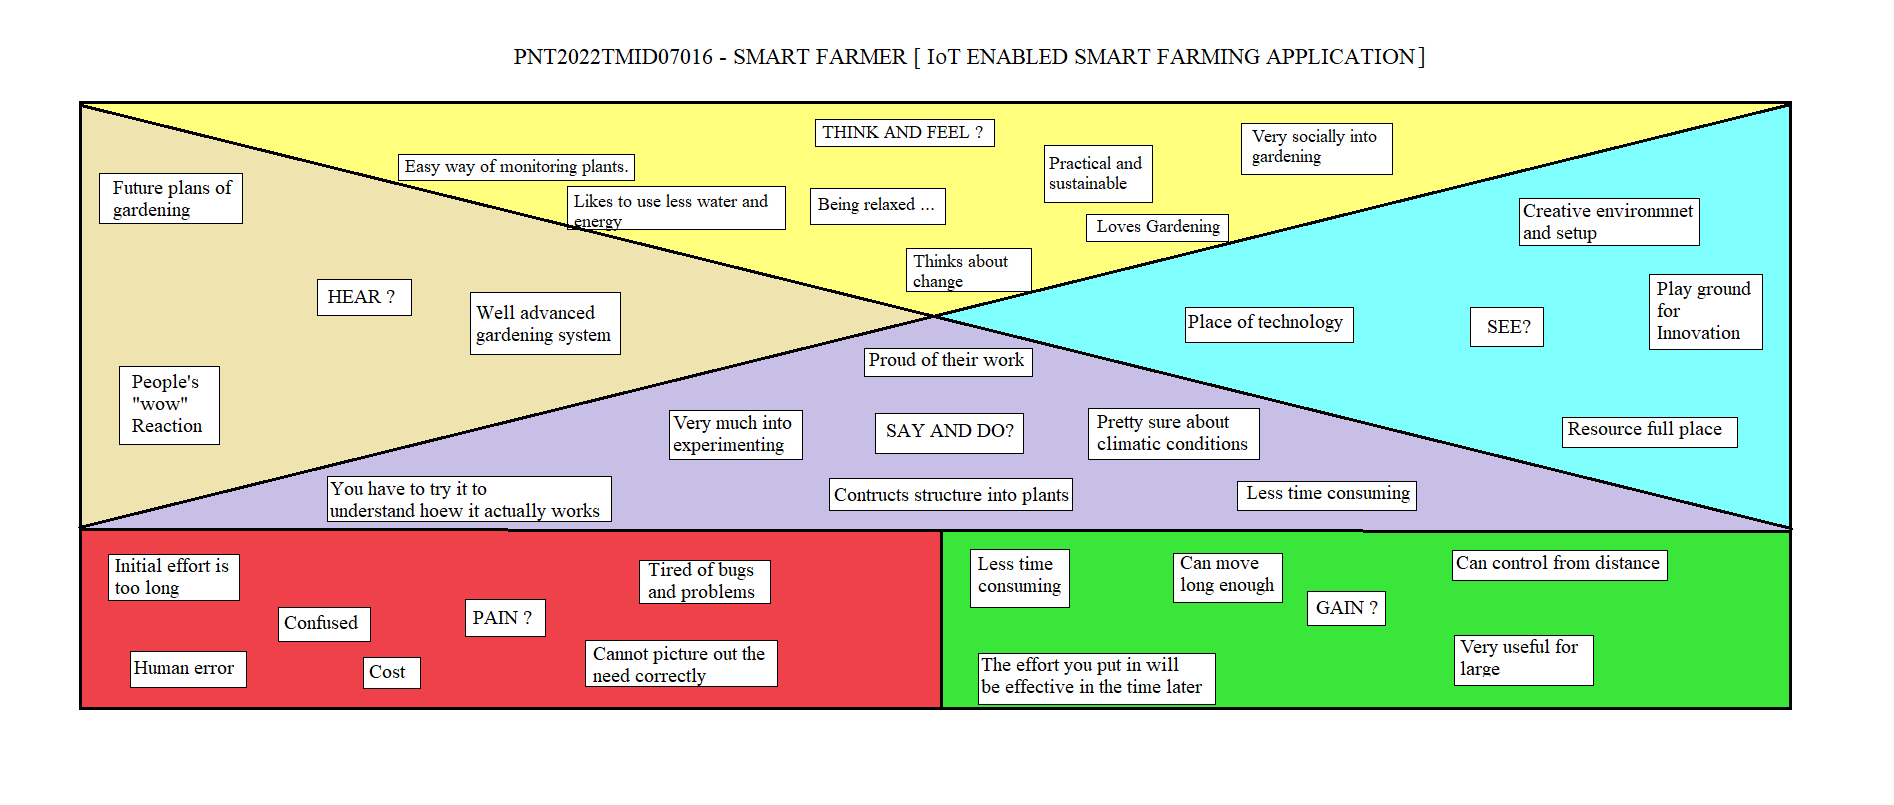 PNT2022TMID07016 - SMART FARMER [ IoT ENABLED SMART FARMING APPLICATION ]
THINK AND FEEL ?
Easy way of monitoring plants.
Likes to use less water and
energy
Being relaxed ...
Practical and
sustainable
Very socially into
gardening
Loves Gardening
Thinks about
change
Future plans of
gardening
HEAR ?
Well advanced
gardening system
People's
"wow"
Reaction
Creative environmnet
and setup
Place of technology
SEE?
Play ground
for
Innovation
Resource full place
Proud of their work
Very much into
experimenting
SAY AND DO?
Pretty sure about
climatic conditions
You have to try it to
understand hoew it actually works
Contructs structure into plants
Less time consuming
Initial effort is
too long
Confused
PAIN ?
Tired of bugs
and problems
Human error
Cost
Cannot picture out the
need correctly
Less time
consuming
Can move
long enough
Can control from distance
GAIN ?
The effort you put in will
be effective in the time later
Very useful for
large